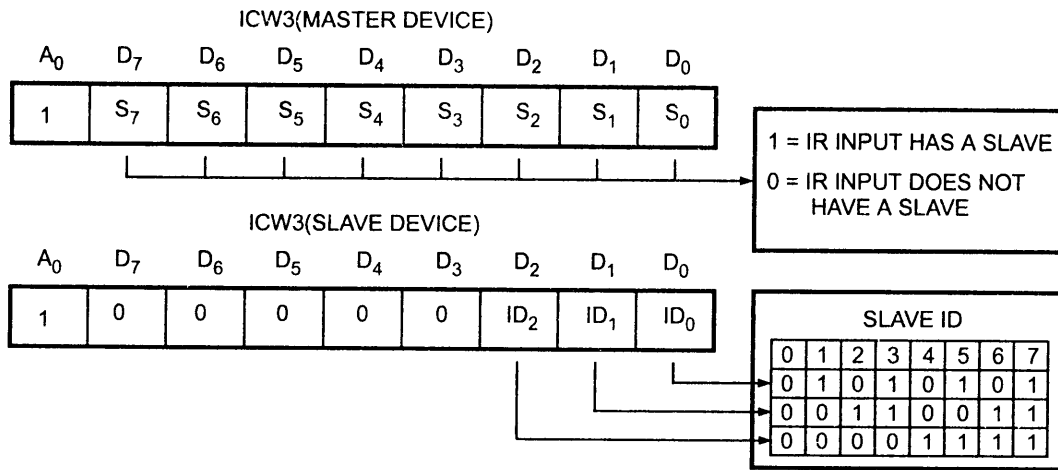 ICW3(MASTER DEVICE)
A0 D7 D6 D5 D4 D3 D2 D1 D0
1 S7 S6 S5 S4 S3 S2 S1 S0
1 = IR INPUT HAS A SLAVE
0 = IR INPUT DOES NOT
HAVE A SLAVE
ICW3(SLAVE DEVICE)
A0 D7 D6 D5 D4 D3 D2 D1 D0
1 0 0 0 0 0 ID2 ID1 ID0
SLAVE ID
0 1 2 3 4 5 6 7
0 1 0 1 0 1 0 1
0 0 1 1 0 0 1 1
0 0 0 0 1 1 1 1